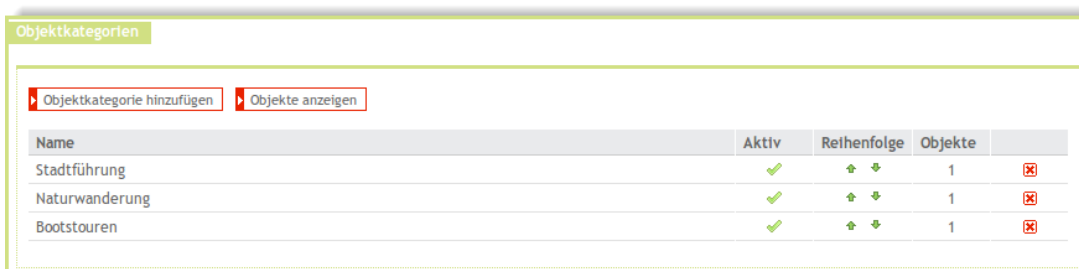 Objektkategorien
Objektkategorie hinzufügen Objekte anzeigen
Name Aktiv Reihenfolge Objekte
Stadtführung 1
Naturwanderung 1
Bootstouren 1